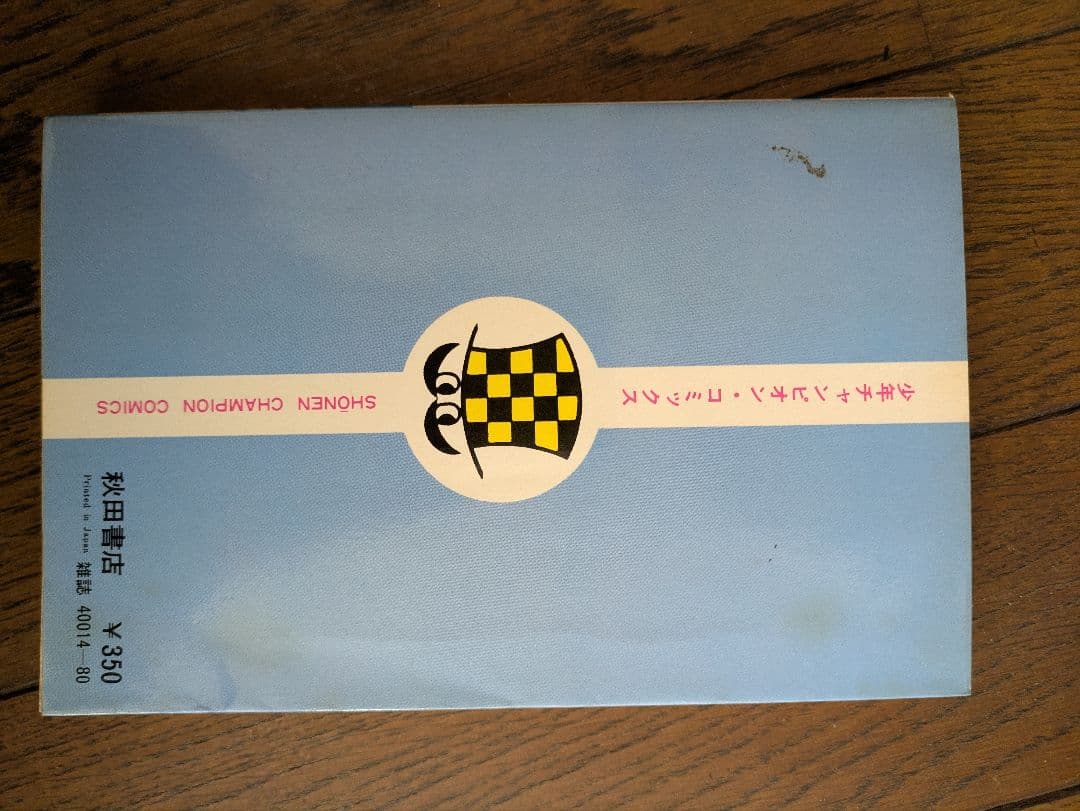 少年チャンピオン・コミックス
SHŌNEN CHAMPION COMICS
秋田書店 ¥350
Printed in Japan 雑誌 40014—80